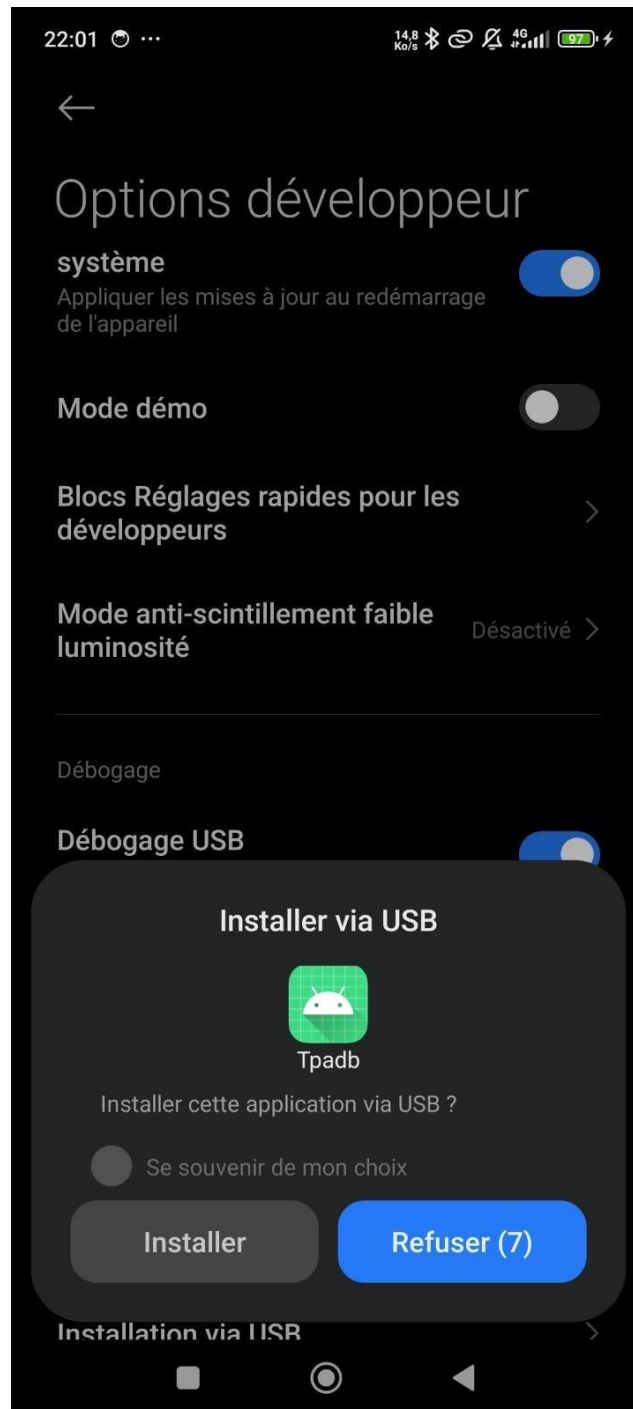 22:01 ... 14,8 Ko/s 4G 97
Options développeur
système
Appliquer les mises à jour au redémarrage
de l'appareil
Mode démo
Blocs Réglages rapides pour les
développeurs
Mode anti-scintillement faible
luminosité
Désactivé
Débogage
Débogage USB
Installer via USB
Tpadb
Installer cette application via USB ?
Se souvenir de mon choix
Installer
Refuser (7)
Installation via USB